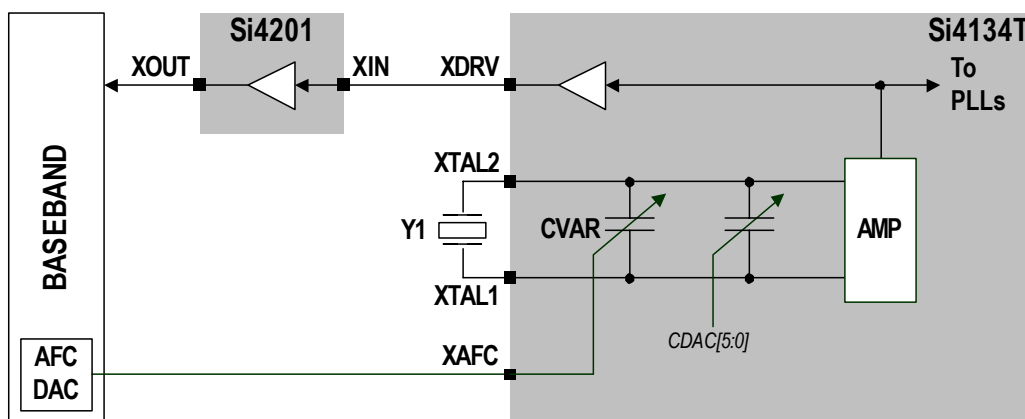 Si4201
Si4134T
XOUT
XIN
XDRV
To
PLLs
XTAL2
Y1
CVAR
AMP
BASEBAND
XTAL1
CDAC[5:0]
AFC
DAC
XAFC